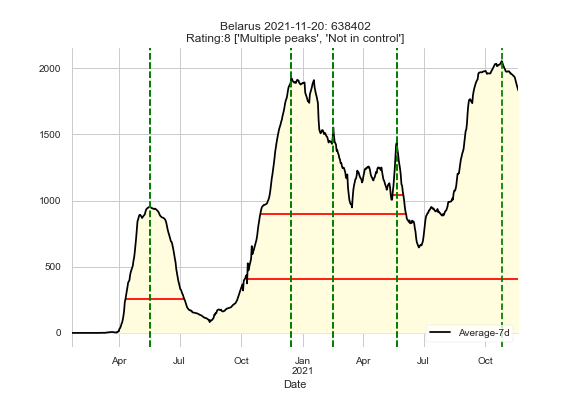 Belarus 2021-11-20: 638402
Rating:8 ['Multiple peaks', 'Not in control']
2000
1500
1000
500
0
Apr Jul Oct Jan Apr Jul Oct
2021
Date
Average-7d